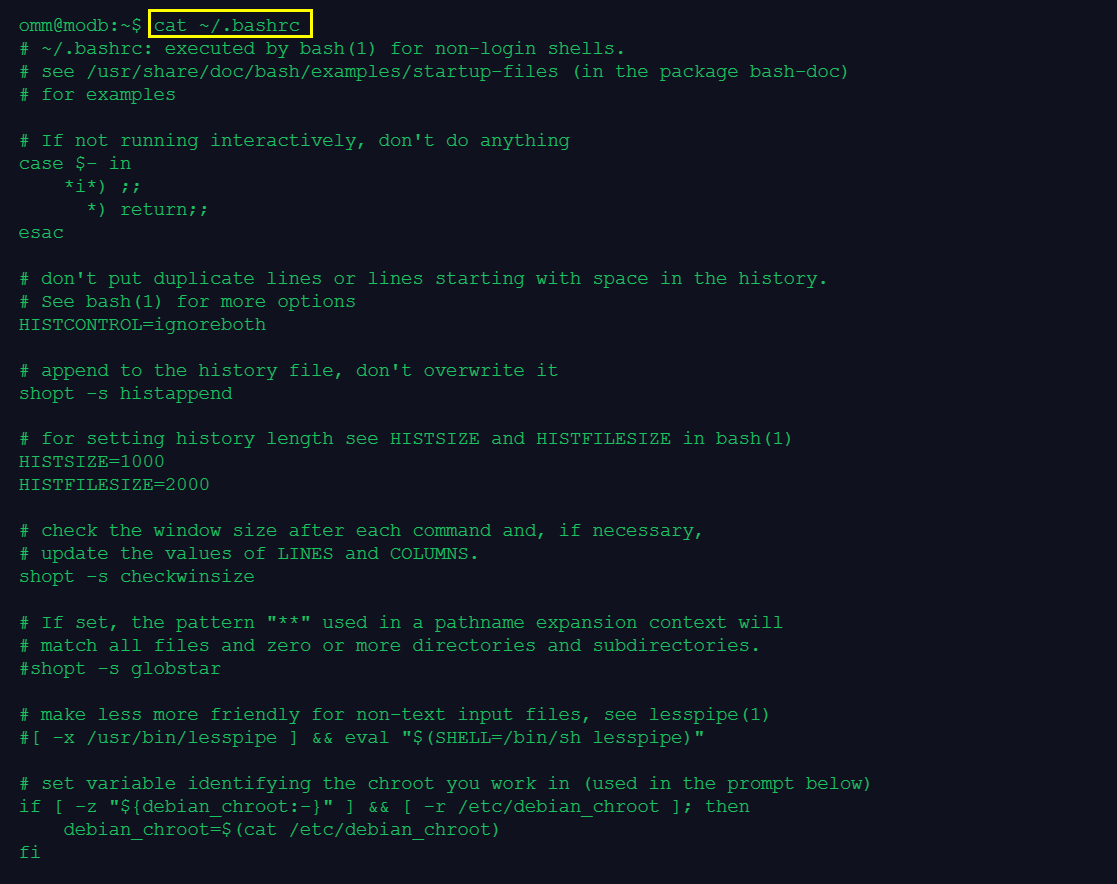 omm@modb:~$ cat ~/.bashrc
# ~/.bashrc: executed by bash(1) for non-login shells.
# see /usr/share/doc/bash/examples/startup-files (in the package bash-doc)
# for examples

# If not running interactively, don't do anything
case $- in
    *i*) ;;
      *) return;;
esac

# don't put duplicate lines or lines starting with space in the history.
# See bash(1) for more options
HISTCONTROL=ignoreboth

# append to the history file, don't overwrite it
shopt -s histappend

# for setting history length see HISTSIZE and HISTFILESIZE in bash(1)
HISTSIZE=1000
HISTFILESIZE=2000

# check the window size after each command and, if necessary,
# update the values of LINES and COLUMNS.
shopt -s checkwinsize

# If set, the pattern "**" used in a pathname expansion context will
# match all files and zero or more directories and subdirectories.
#shopt -s globstar

# make less more friendly for non-text input files, see lesspipe(1)
#[ -x /usr/bin/lesspipe ] && eval "$(SHELL=/bin/sh lesspipe)"

# set variable identifying the chroot you work in (used in the prompt below)
if [ -z "${debian_chroot:-}" ] && [ -r /etc/debian_chroot ]; then
    debian_chroot=$(cat /etc/debian_chroot)
fi